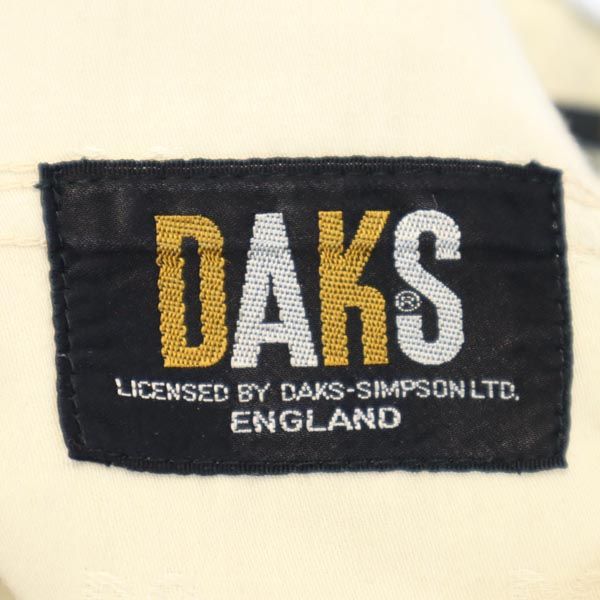 DAKS®
LICENSED BY DAKS-SIMPSON LTD.
ENGLAND